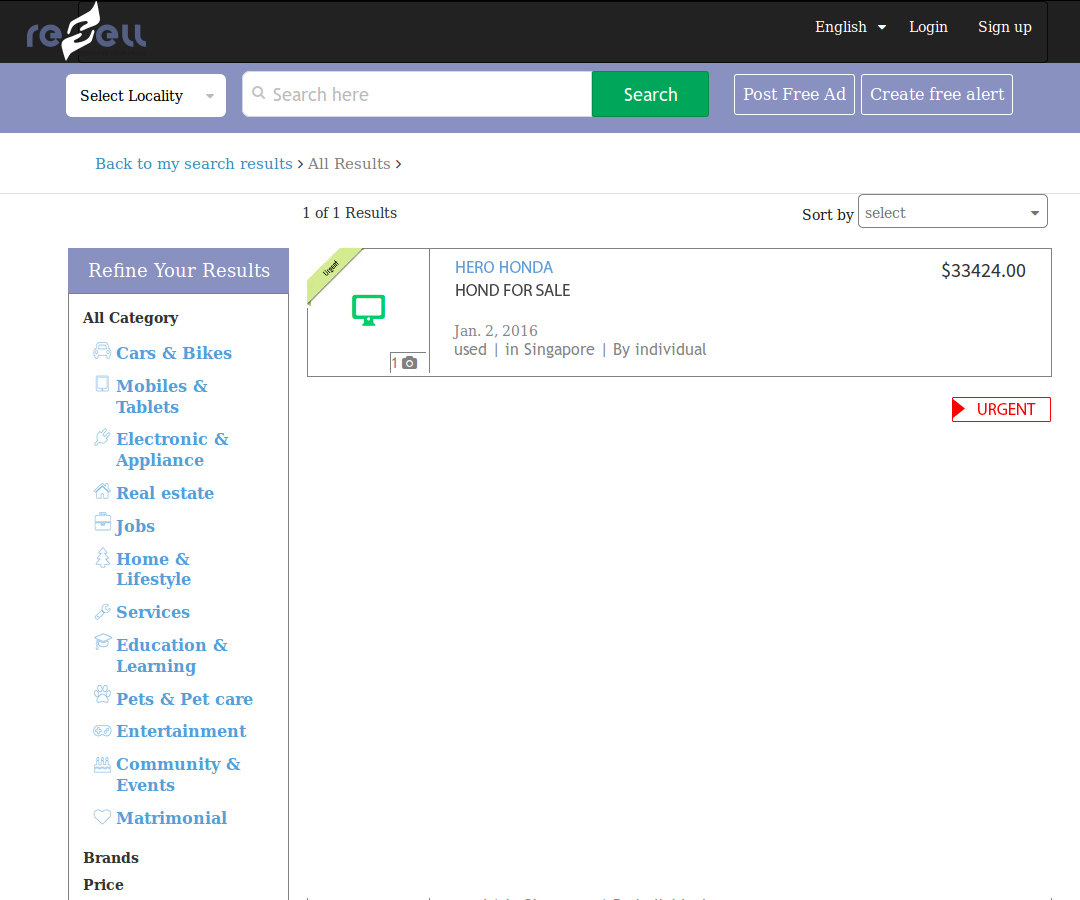 resell
English Login Sign up
Select Locality Search here Search Post Free Ad Create free alert
Back to my search results > All Results >
1 of 1 Results
Sort by select
Refine Your Results
All Category
Cars & Bikes
Mobiles &
Tablets
Electronic &
Appliance
Real estate
Jobs
Home &
Lifestyle
Services
Education &
Learning
Pets & Pet care
Entertainment
Community &
Events
Matrimonial
Brands
Price
Urgent
HERO HONDA
$33424.00
HOND FOR SALE
Jan. 2, 2016
used | in Singapore | By individual
1
URGENT